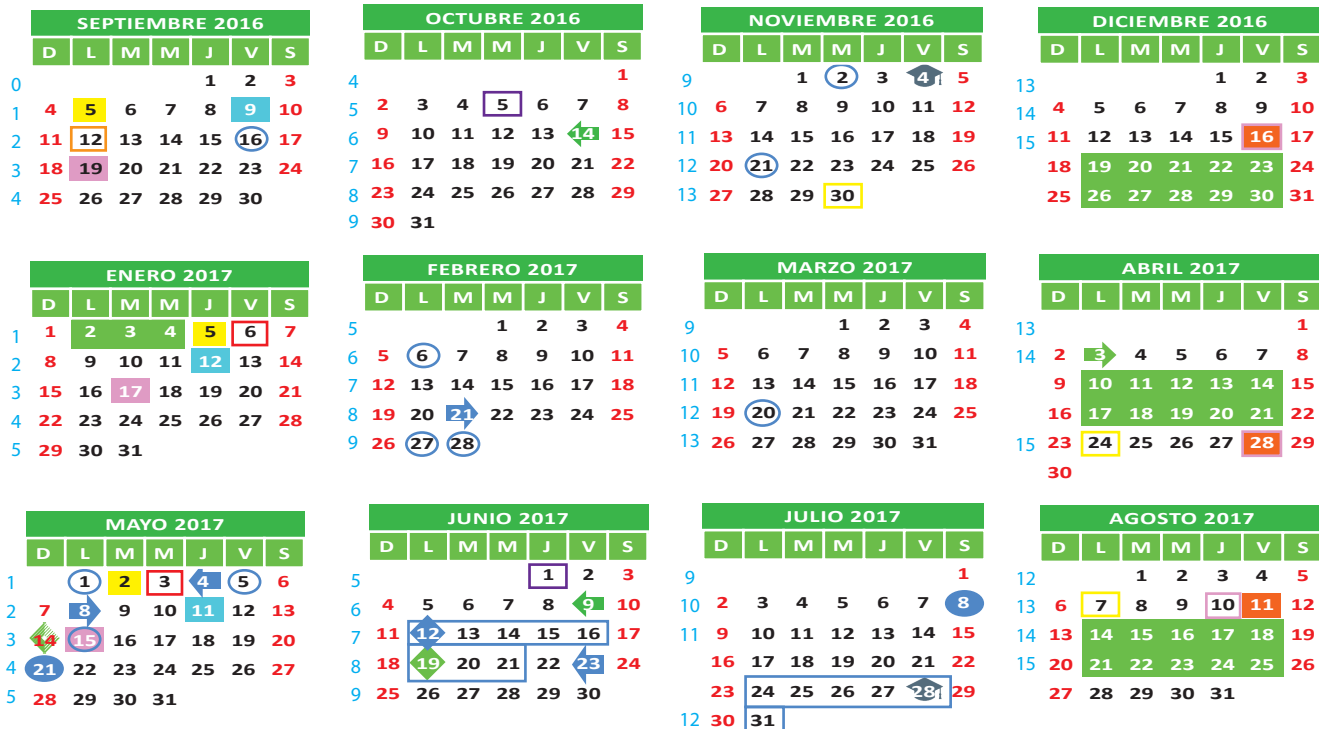 SEPTIEMBRE 2016
D L M M J V S
0 1 2 3
1 4 5 6 7 8 9 10
2 11 12 13 14 15 16 17
3 18 19 20 21 22 23 24
4 25 26 27 28 29 30
OCTUBRE 2016
D L M M J V S
4 1
5 2 3 4 5 6 7 8
6 9 10 11 12 13 14 15
7 16 17 18 19 20 21 22
8 23 24 25 26 27 28 29
9 30 31
NOVIEMBRE 2016
D L M M J V S
9 1 2 3 4 5
10 6 7 8 9 10 11 12
11 13 14 15 16 17 18 19
12 20 21 22 23 24 25 26
13 27 28 29 30
DICIEMBRE 2016
D L M M J V S
13 1 2 3
14 4 5 6 7 8 9 10
15 11 12 13 14 15 16 17
18 19 20 21 22 23 24
25 26 27 28 29 30 31
ENERO 2017
D L M M J V S
1 1 2 3 4 5 6 7
2 8 9 10 11 12 13 14
3 15 16 17 18 19 20 21
4 22 23 24 25 26 27 28
5 29 30 31
FEBRERO 2017
D L M M J V S
5 1 2 3 4
6 5 6 7 8 9 10 11
7 12 13 14 15 16 17 18
8 19 20 21 22 23 24 25
9 26 27 28
MARZO 2017
D L M M J V S
9 1 2 3 4
10 5 6 7 8 9 10 11
11 12 13 14 15 16 17 18
12 19 20 21 22 23 24 25
13 26 27 28 29 30 31
ABRIL 2017
D L M M J V S
13 1
14 2 3 4 5 6 7 8
9 10 11 12 13 14 15
16 17 18 19 20 21 22
15 23 24 25 26 27 28 29
30
MAYO 2017
D L M M J V S
1 1 2 3 4 5 6
2 7 8 9 10 11 12 13
3 14 15 16 17 18 19 20
4 21 22 23 24 25 26 27
5 28 29 30 31
JUNIO 2017
D L M M J V S
5 1 2 3
6 4 5 6 7 8 9 10
7 11 12 13 14 15 16 17
8 18 19 20 21 22 23 24
9 25 26 27 28 29 30
JULIO 2017
D L M M J V S
9 1
10 2 3 4 5 6 7 8
11 9 10 11 12 13 14 15
16 17 18 19 20 21 22
23 24 25 26 27 28 29
12 30 31
AGOSTO 2017
D L M M J V S
12 1 2 3 4 5
13 6 7 8 9 10 11 12
14 13 14 15 16 17 18 19
15 20 21 22 23 24 25 26
27 28 29 30 31